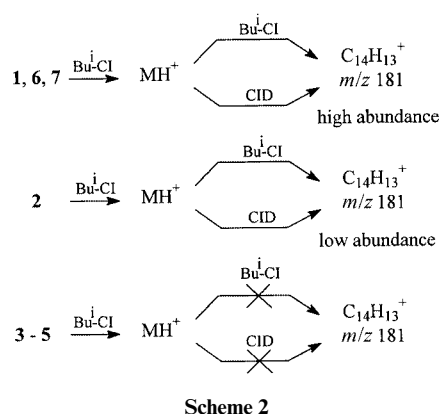 i
Bu-CI
1, 6, 7 i Bu-CI MH⁺ C₁₄H₁₃⁺
m/z 181
CID
high abundance
i
Bu-CI
2 i Bu-CI MH⁺ C₁₄H₁₃⁺
m/z 181
CID
low abundance
i
Bu-CI
3 - 5 i Bu-CI MH⁺ C₁₄H₁₃⁺
m/z 181
CID
Scheme 2